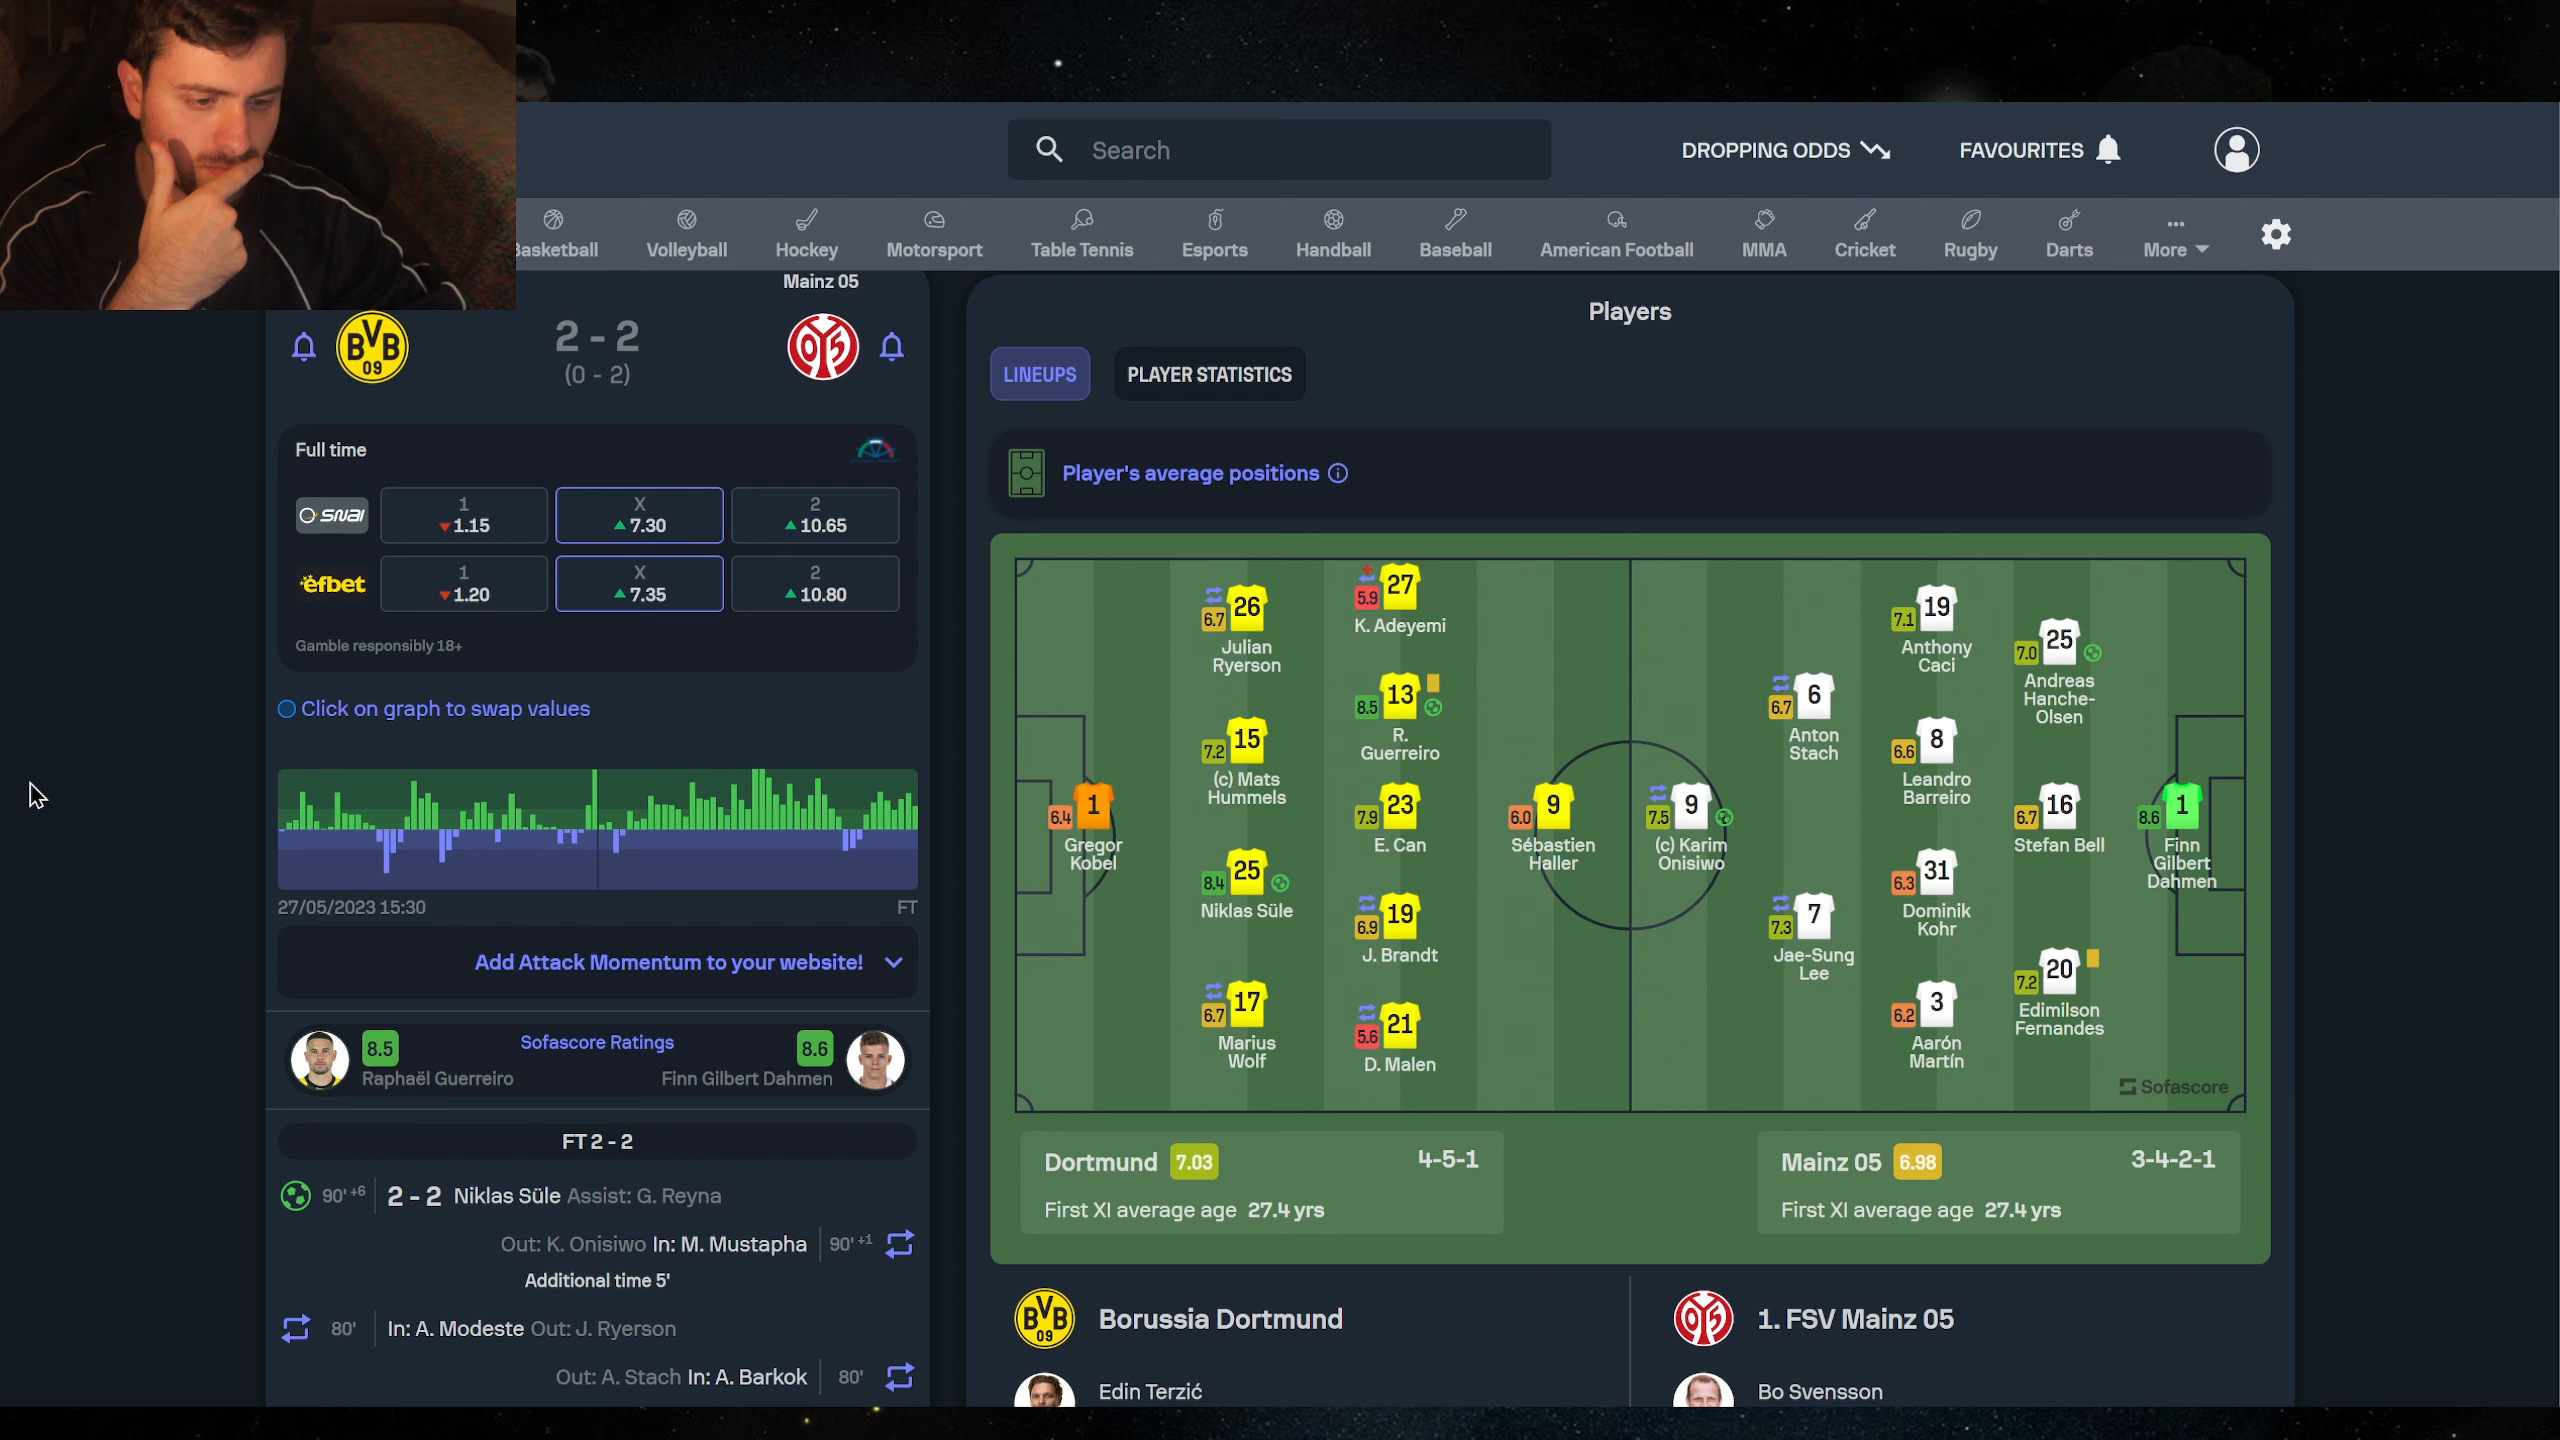 Search
DROPPING ODDS
FAVOURITES
Basketball
Volleyball
Hockey
Motorsport
Table Tennis
Esports
Handball
Baseball
American Football
MMA
Cricket
Rugby
Darts
More
Mainz 05
BVB
09
2 - 2
(0 - 2)
Full time
SNAI
1
1.15
X
7.30
2
10.65
efbet
1
1.20
X
7.35
2
10.80
Gamble responsibly 18+
Click on graph to swap values
27/05/2023 15:30
FT
Add Attack Momentum to your website!
8.5
Raphaël Guerreiro
Sofascore Ratings
8.6
Finn Gilbert Dahmen
FT 2 - 2
90' +6
2 - 2 Niklas Süle Assist: G. Reyna
Out: K. Onisiwo In: M. Mustapha
90' +1
Additional time 5'
80'
In: A. Modeste Out: J. Ryerson
Out: A. Stach In: A. Barkok
80'
Players
LINEUPS
PLAYER STATISTICS
Player's average positions
1
6.4
Gregor
Kobel
26
6.7
Julian
Ryerson
15
7.2
(c) Mats
Hummels
25
8.4
Niklas Süle
17
6.7
Marius
Wolf
27
5.9
K. Adeyemi
13
8.5
R.
Guerreiro
23
7.9
E. Can
19
6.9
J. Brandt
21
5.6
D. Malen
9
6.0
Sébastien
Haller
9
7.5
(c) Karim
Onisiwo
6
6.7
Anton
Stach
7
7.3
Jae-Sung
Lee
19
7.1
Anthony
Caci
8
6.6
Leandro
Barreiro
31
6.3
Dominik
Kohr
3
6.2
Aarón
Martín
25
7.0
Andreas
Hanche-
Olsen
16
6.7
Stefan Bell
20
7.2
Edimilson
Fernandes
1
8.6
Finn
Gilbert
Dahmen
Sofascore
Dortmund 7.03
4-5-1
First XI average age 27.4 yrs
Mainz 05 6.98
3-4-2-1
First XI average age 27.4 yrs
BVB
09
Borussia Dortmund
1. FSV Mainz 05
Edin Terzić
Bo Svensson